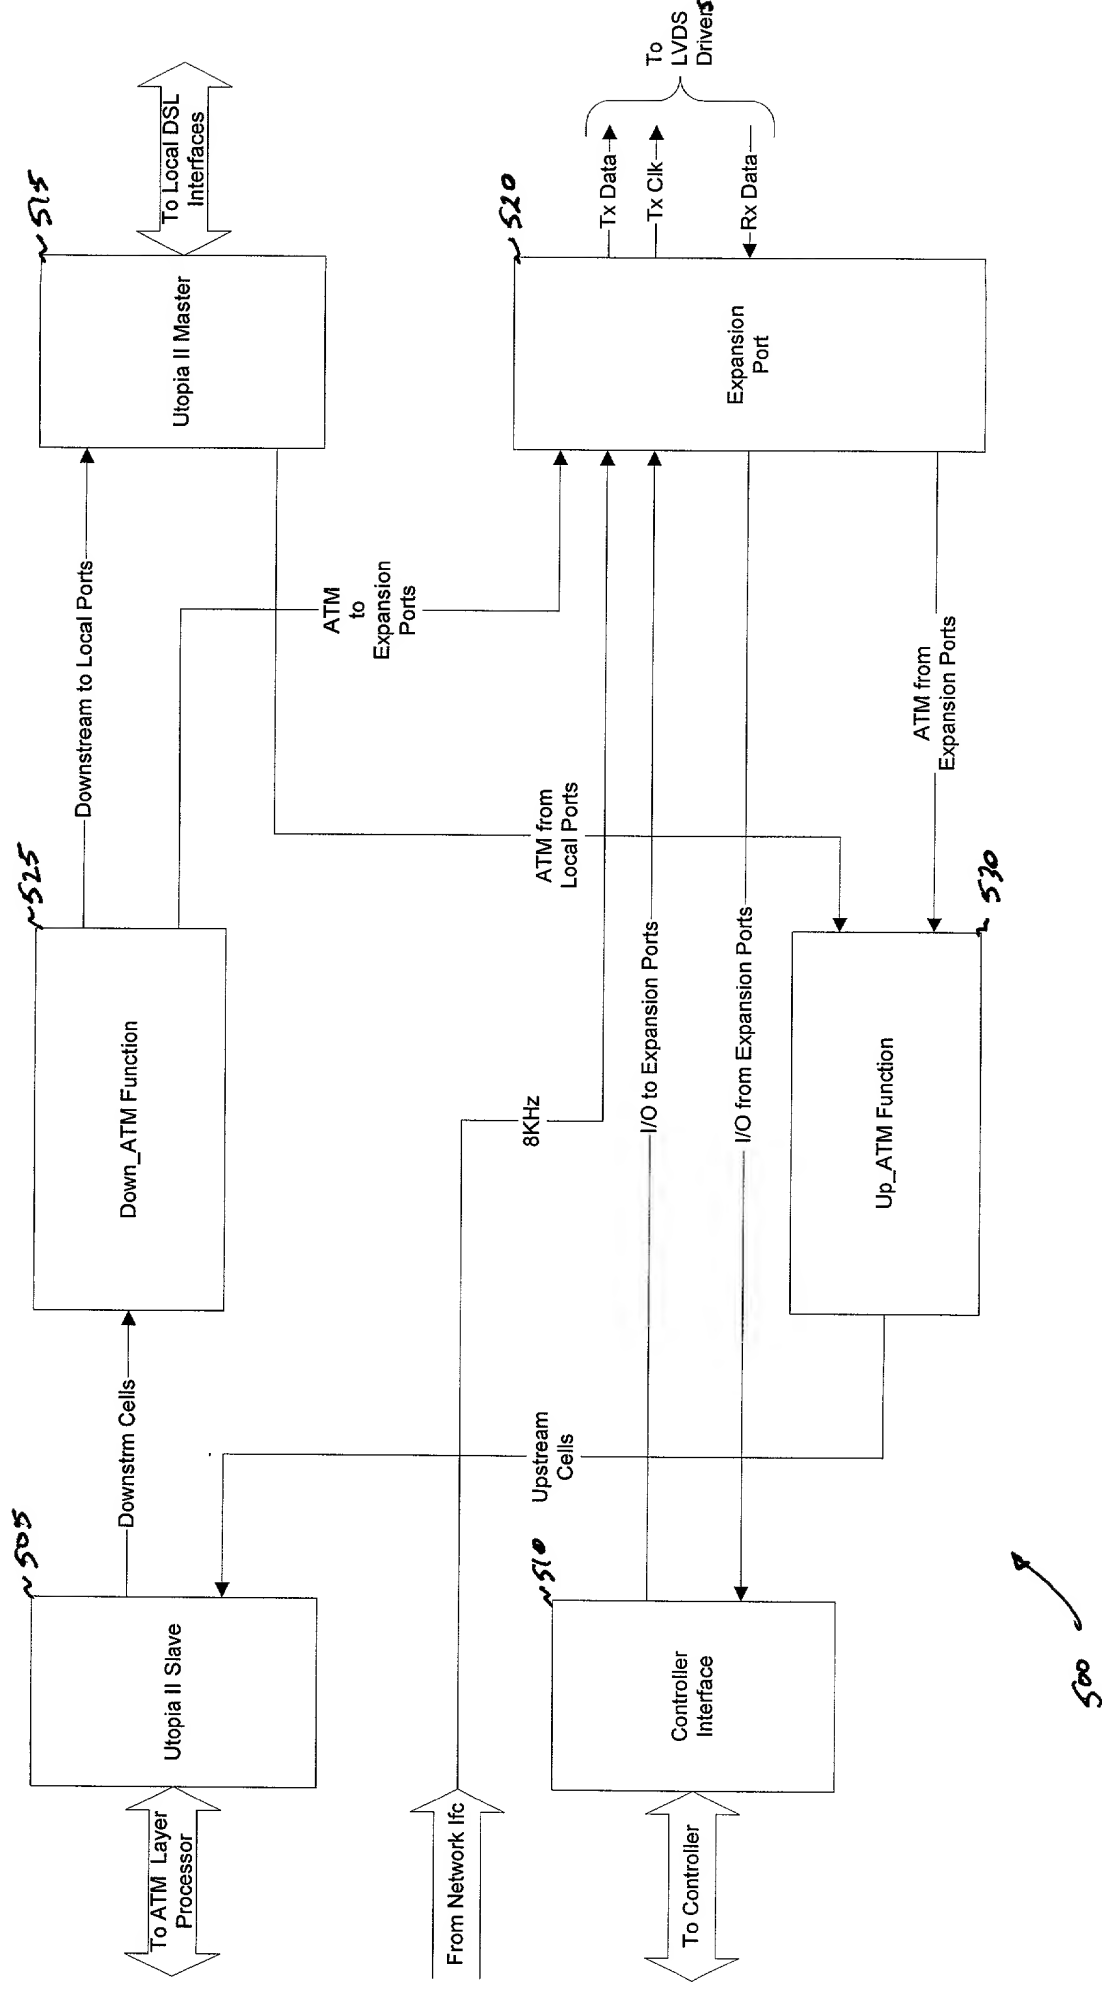 ~505
Utopia II Slave
To ATM Layer
Processor
Downstrm Cells
~525
Down_ATM Function
Downstream to Local Ports
~515
Utopia II Master
To Local DSL
Interfaces
ATM
to
Expansion
Ports
From Network Ifc
8KHz
Upstream
Cells
ATM from
Local Ports
~510
Controller
Interface
To Controller
I/O to Expansion Ports
I/O from Expansion Ports
~520
Expansion
Port
Tx Data
Tx Clk
Rx Data
To
LVDS
Drivers
Up_ATM Function
~530
ATM from
Expansion Ports
500